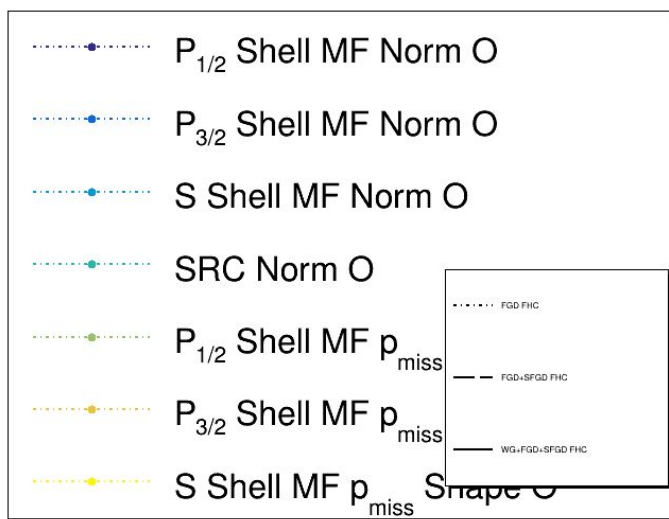 P1/2 Shell MF Norm O
P3/2 Shell MF Norm O
S Shell MF Norm O
SRC Norm O
P1/2 Shell MF pmiss
P3/2 Shell MF pmiss
S Shell MF pmiss Shape O
FGD FHC
FGD+SFGD FHC
WG+FGD+SFGD FHC